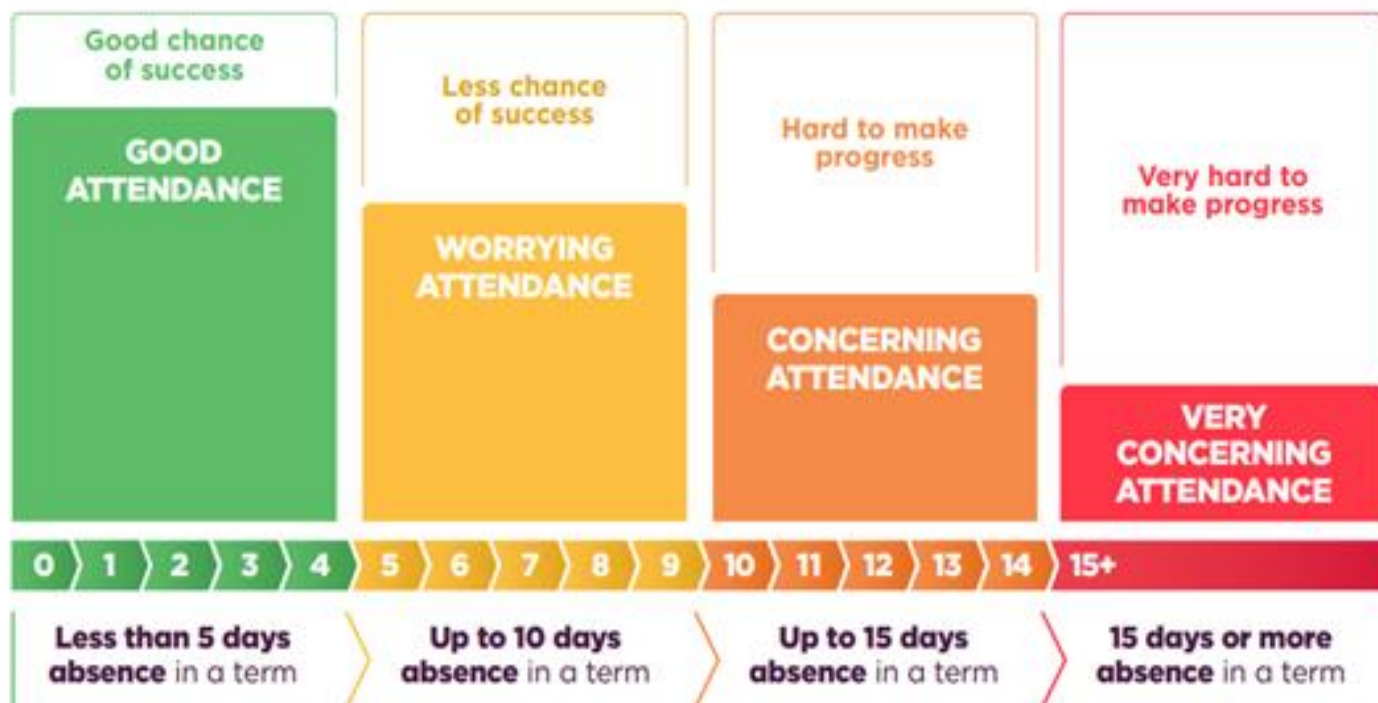 Good chance
of success
GOOD
ATTENDANCE
Less chance
of success
WORRYING
ATTENDANCE
Hard to make
progress
CONCERNING
ATTENDANCE
Very hard to
make progress
VERY
CONCERNING
ATTENDANCE
0 1 2 3 4 5 6 7 8 9 10 11 12 13 14 15+
Less than 5 days
absence in a term
Up to 10 days
absence in a term
Up to 15 days
absence in a term
15 days or more
absence in a term